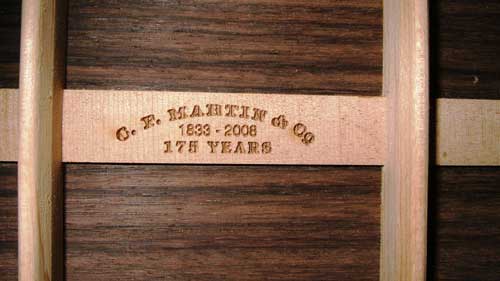 C. F. MARTIN & Co
1833 - 2008
175 YEARS